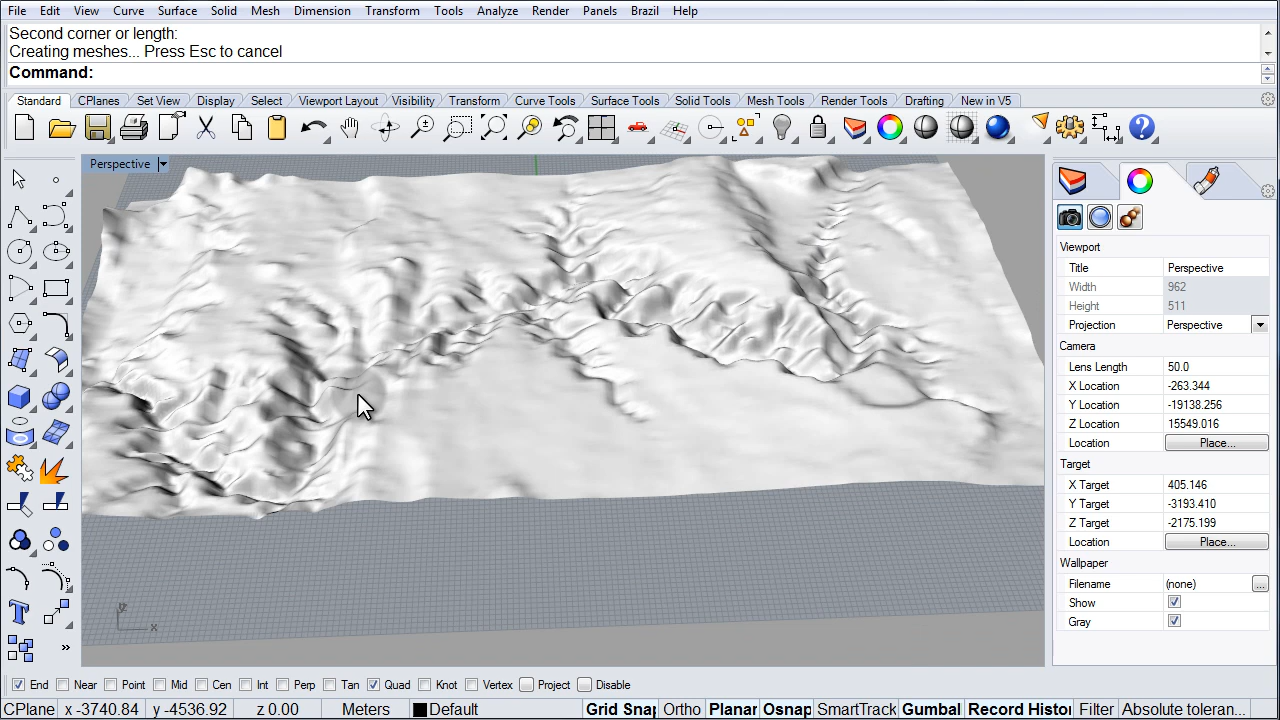 File Edit View Curve Surface Solid Mesh Dimension Transform Tools Analyze Render Panels Brazil Help
Second corner or length:
Creating meshes... Press Esc to cancel
Command:
Standard CPlanes Set View Display Select Viewport Layout Visibility Transform Curve Tools Surface Tools Solid Tools Mesh Tools Render Tools Drafting New in V5
Perspective
Viewport
Title Perspective
Width 962
Height 511
Projection Perspective
Camera
Lens Length 50.0
X Location -263.344
Y Location -19138.256
Z Location 15549.016
Location Place...
Target
X Target 405.146
Y Target -3193.410
Z Target -2175.199
Location Place...
Wallpaper
Filename (none) ...
Show
Gray
x
End Near Point Mid Cen Int Perp Tan Quad Knot Vertex Project Disable
CPlane x -3740.84 y -4536.92 z 0.00 Meters Default Grid Snap Ortho Planar Osnap SmartTrack Gumbal Record Histo Filter Absolute toleran...